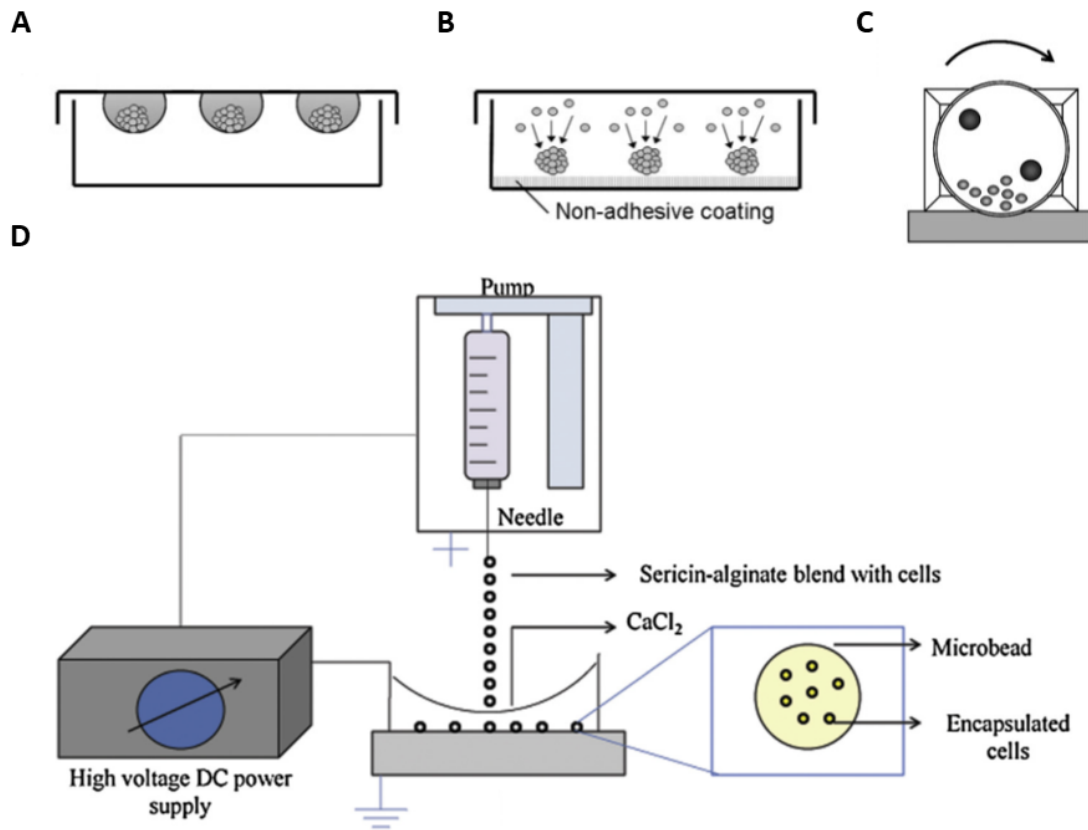 A
B
C
Non-adhesive coating
D
Pump
Needle
Sericin-alginate blend with cells
CaCl₂
Microbead
Encapsulated
cells
High voltage DC power
supply